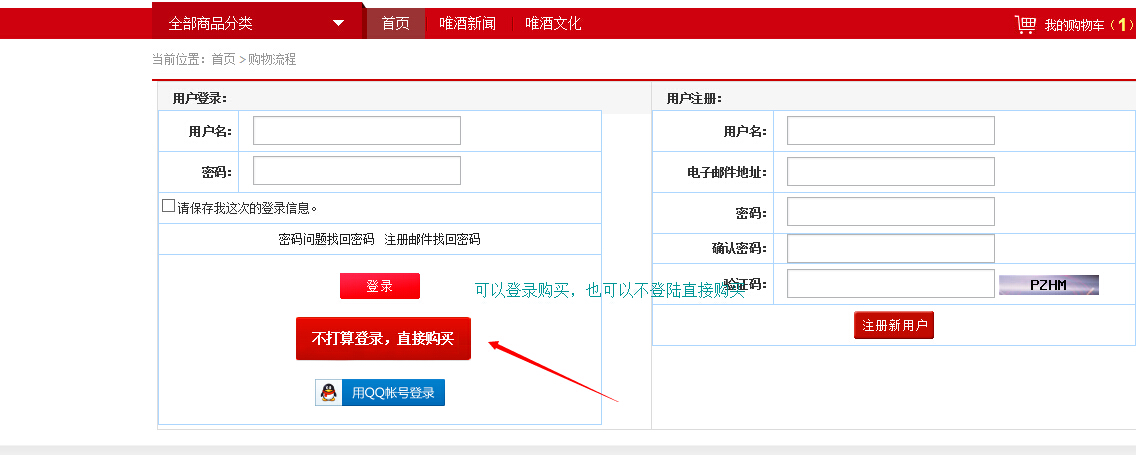 全部商品分类 首页 唯酒新闻 唯酒文化 我的购物车（1）
当前位置：首页 > 购物流程
用户登录：
用户名：
密码：
请保存我这次的登录信息。
密码问题找回密码 注册邮件找回密码
登录
可以登录购买，也可以不登陆直接购买
不打算登录，直接购买
用QQ帐号登录
用户注册：
用户名：
电子邮件地址：
密码：
确认密码：
验证码：
PZHM
注册新用户